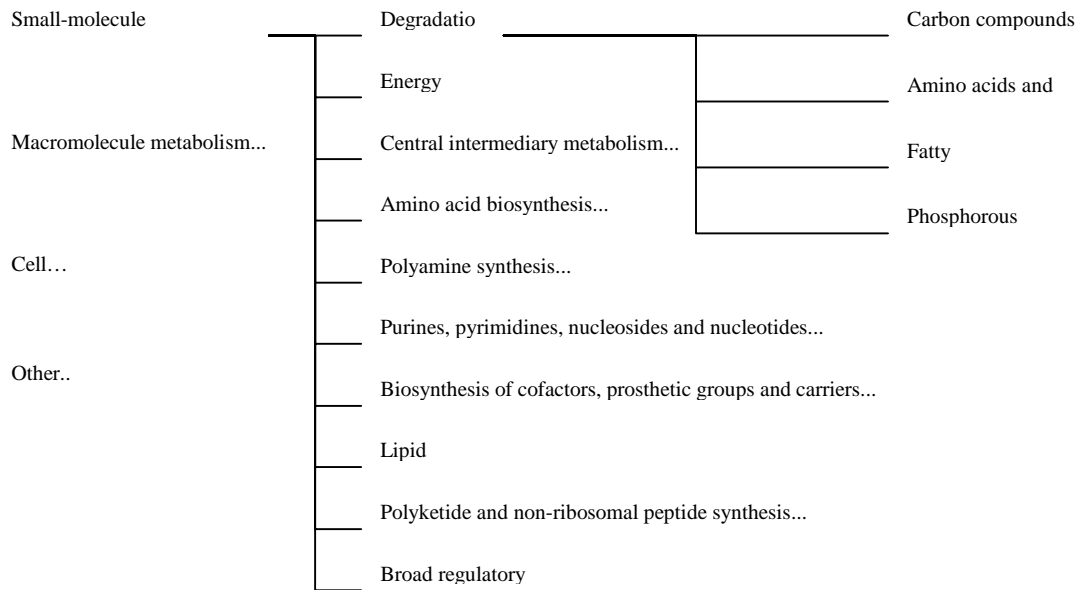 Small-molecule
Degradatio
Carbon compounds
Energy
Amino acids and
Macromolecule metabolism...
Central intermediary metabolism...
Fatty
Amino acid biosynthesis...
Phosphorous
Cell…
Polyamine synthesis...
Purines, pyrimidines, nucleosides and nucleotides...
Other..
Biosynthesis of cofactors, prosthetic groups and carriers...
Lipid
Polyketide and non-ribosomal peptide synthesis...
Broad regulatory